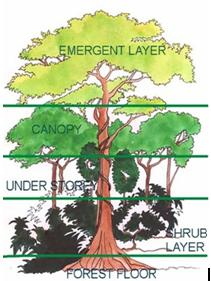 EMERGENT LAYER
CANOPY
UNDER STOREY
SHRUB
LAYER
FOREST FLOOR